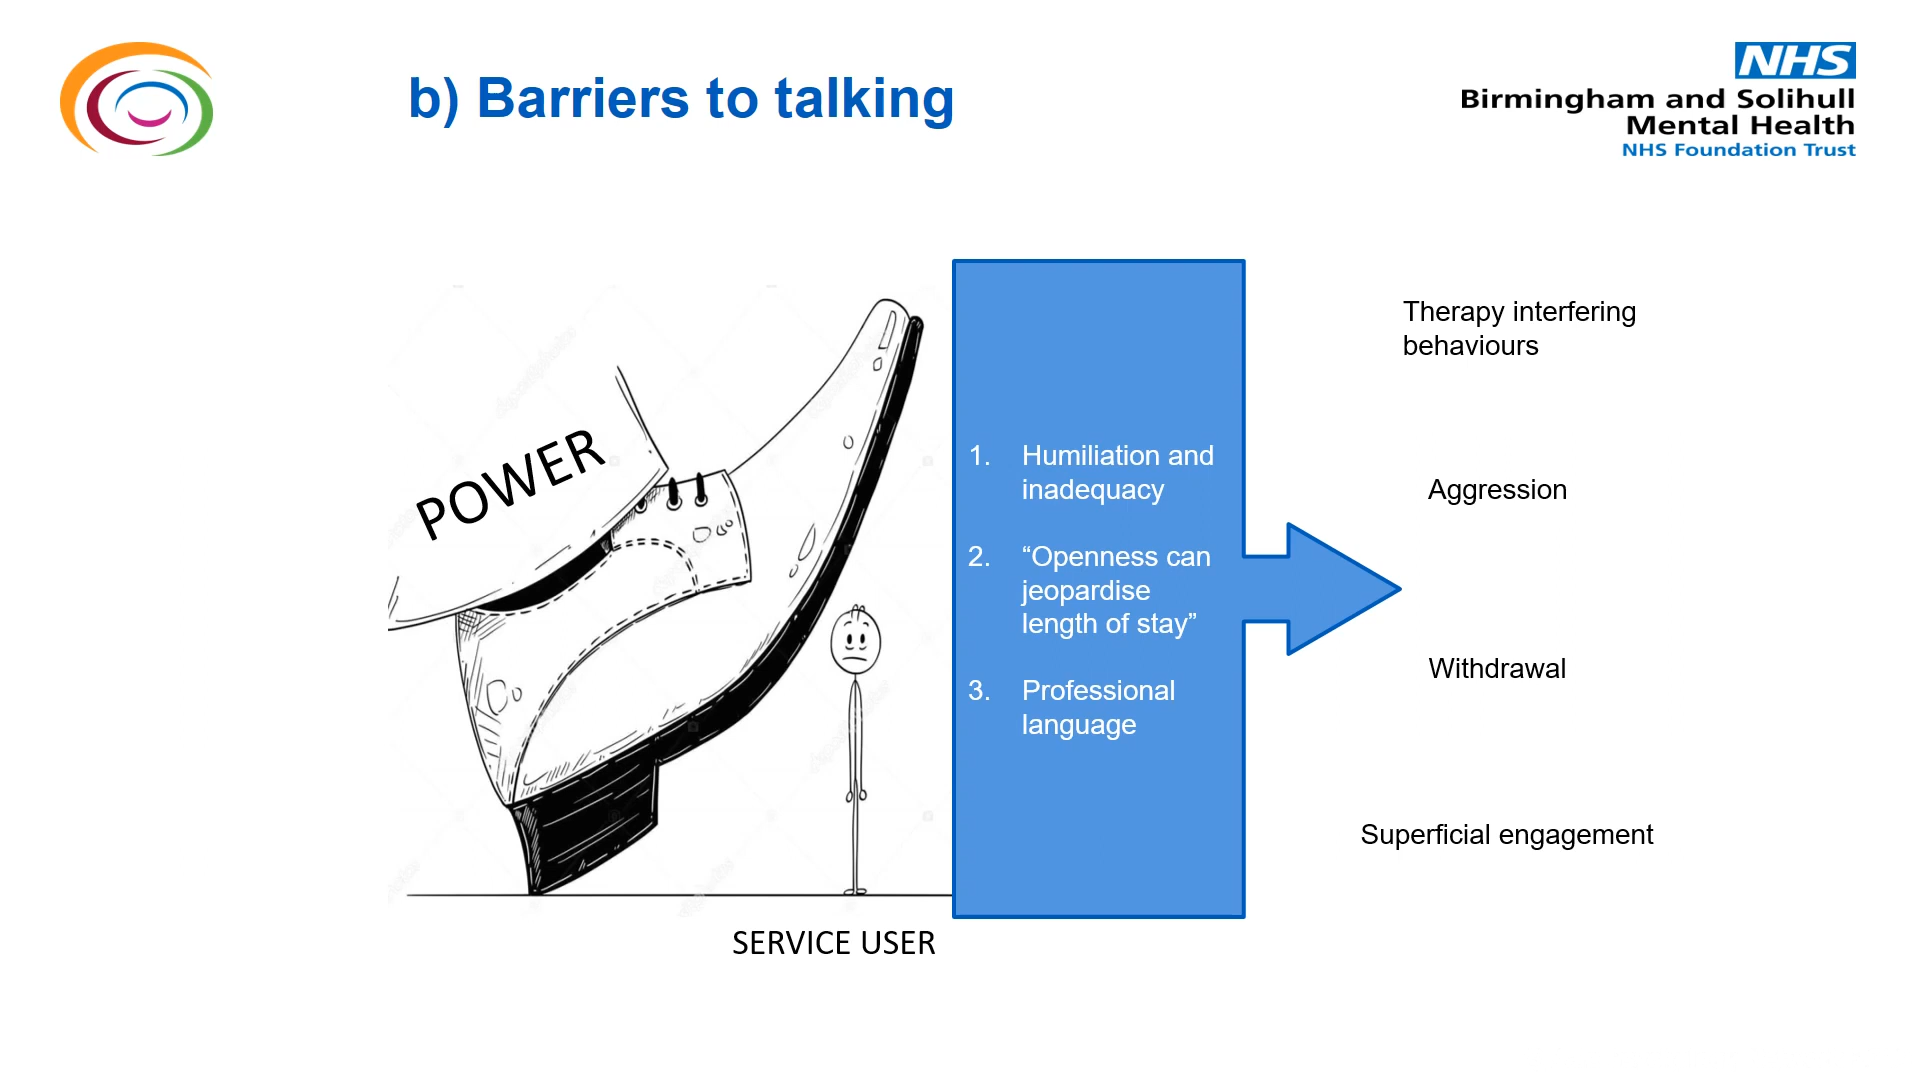 b) Barriers to talking
NHS
Birmingham and Solihull
Mental Health
NHS Foundation Trust
POWER
SERVICE USER
1. Humiliation and
inadequacy
2. “Openness can
jeopardise
length of stay”
3. Professional
language
Therapy interfering
behaviours
Aggression
Withdrawal
Superficial engagement